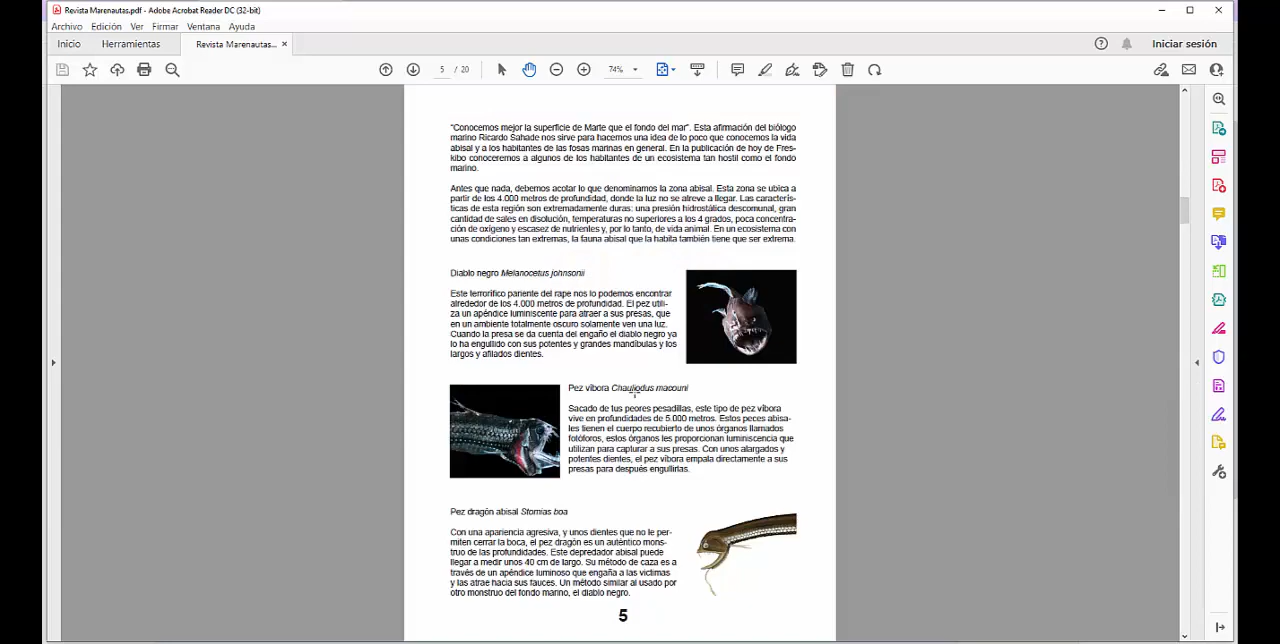 Revista Marenautas.pdf - Adobe Acrobat Reader DC (32-bit)
Archivo Edición Ver Firmar Ventana Ayuda
Inicio Herramientas Revista Marenautas... × Iniciar sesión
5 / 20 74%
"Conocemos mejor la superficie de Marte que el fondo del mar". Esta afirmación del biólogo
marino Ricardo Sahade nos sirve para hacernos una idea de lo poco que conocemos la vida
abisal y a los habitantes de las fosas marinas en general. En la publicación de hoy de Fres-
kibo conoceremos a algunos de los habitantes de un ecosistema tan hostil como el fondo
marino.
Antes que nada, debemos acotar lo que denominamos la zona abisal. Esta zona se ubica a
partir de los 4.000 metros de profundidad, donde la luz no se atreve a llegar. Las caracterís-
ticas de esta región son extremadamente duras: una presión hidrostálica descomunal, gran
cantidad de sales en disolución, temperaturas no superiores a los 4 grados, poca concentra-
ción de oxígeno y escasez de nutrientes y, por lo tanto, de vida animal. En un ecosistema con
unas condiciones tan extremas, la fauna abisal que la habita también tiene que ser extrema.
Diablo negro Melanocetus johnsonii
Este terrorífico pariente del rape nos lo podemos encontrar
alrededor de los 4.000 metros de profundidad. El pez utili-
za un apéndice luminiscente para atraer a sus presas, que
en un ambiente totalmente oscuro solamente ven una luz.
Cuando la presa se da cuenta del engaño el diablo negro ya
lo ha engullido con sus potentes y grandes mandíbulas y los
largos y afilados dientes.
Pez víbora Chauliodus macouni
Sacado de tus peores pesadillas, este tipo de pez víbora
vive en profundidades de 5.000 metros. Estos peces abisa-
les tienen el cuerpo recubierto de unos órganos llamados
fotóforos, estos órganos les proporcionan luminiscencia que
utilizan para capturar a sus presas. Con unos alargados y
potentes dientes, el pez víbora empala directamente a sus
presas para después engullirlas.
Pez dragón abisal Stomias boa
Con una apariencia agresiva, y unos dientes que no le per-
miten cerrar la boca, el pez dragón es un auténtico mons-
truo de las profundidades. Este depredador abisal puede
llegar a medir unos 40 cm de largo. Su método de caza es a
través de un apéndice luminoso que engaña a las victimas
y las atrae hacia sus fauces. Un método similar al usado por
otro monstruo del fondo marino, el diablo negro.
5